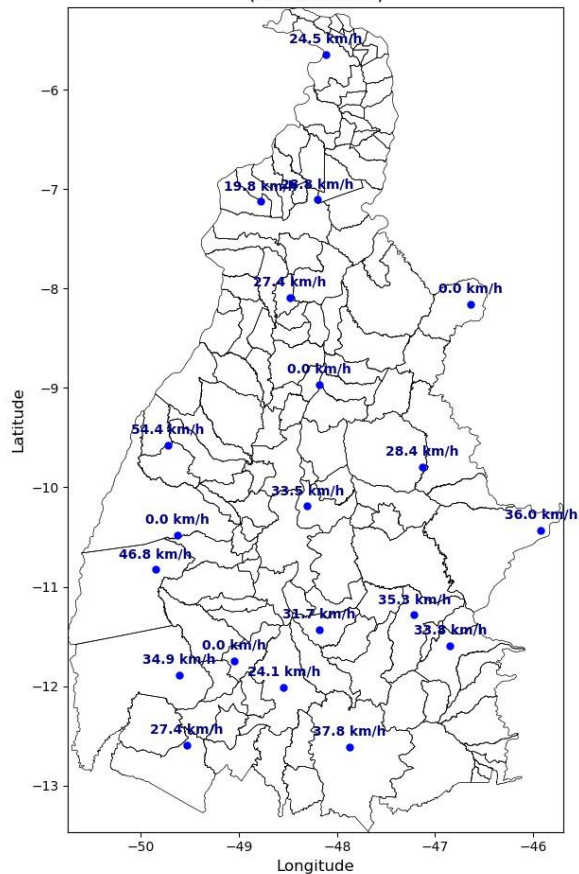 24.5 km/h
−6
19.8 km/h
−7
27.4 km/h
−8
0.0 km/h
0.0 km/h
−9
54.4 km/h
28.4 km/h
33.5 km/h
−10
0.0 km/h
36.0 km/h
46.8 km/h
−11
35.3 km/h
31.7 km/h
33.8 km/h
0.0 km/h
34.9 km/h
24.1 km/h
−12
27.4 km/h
37.8 km/h
−13
Latitude
−50 −49 −48 −47 −46
Longitude